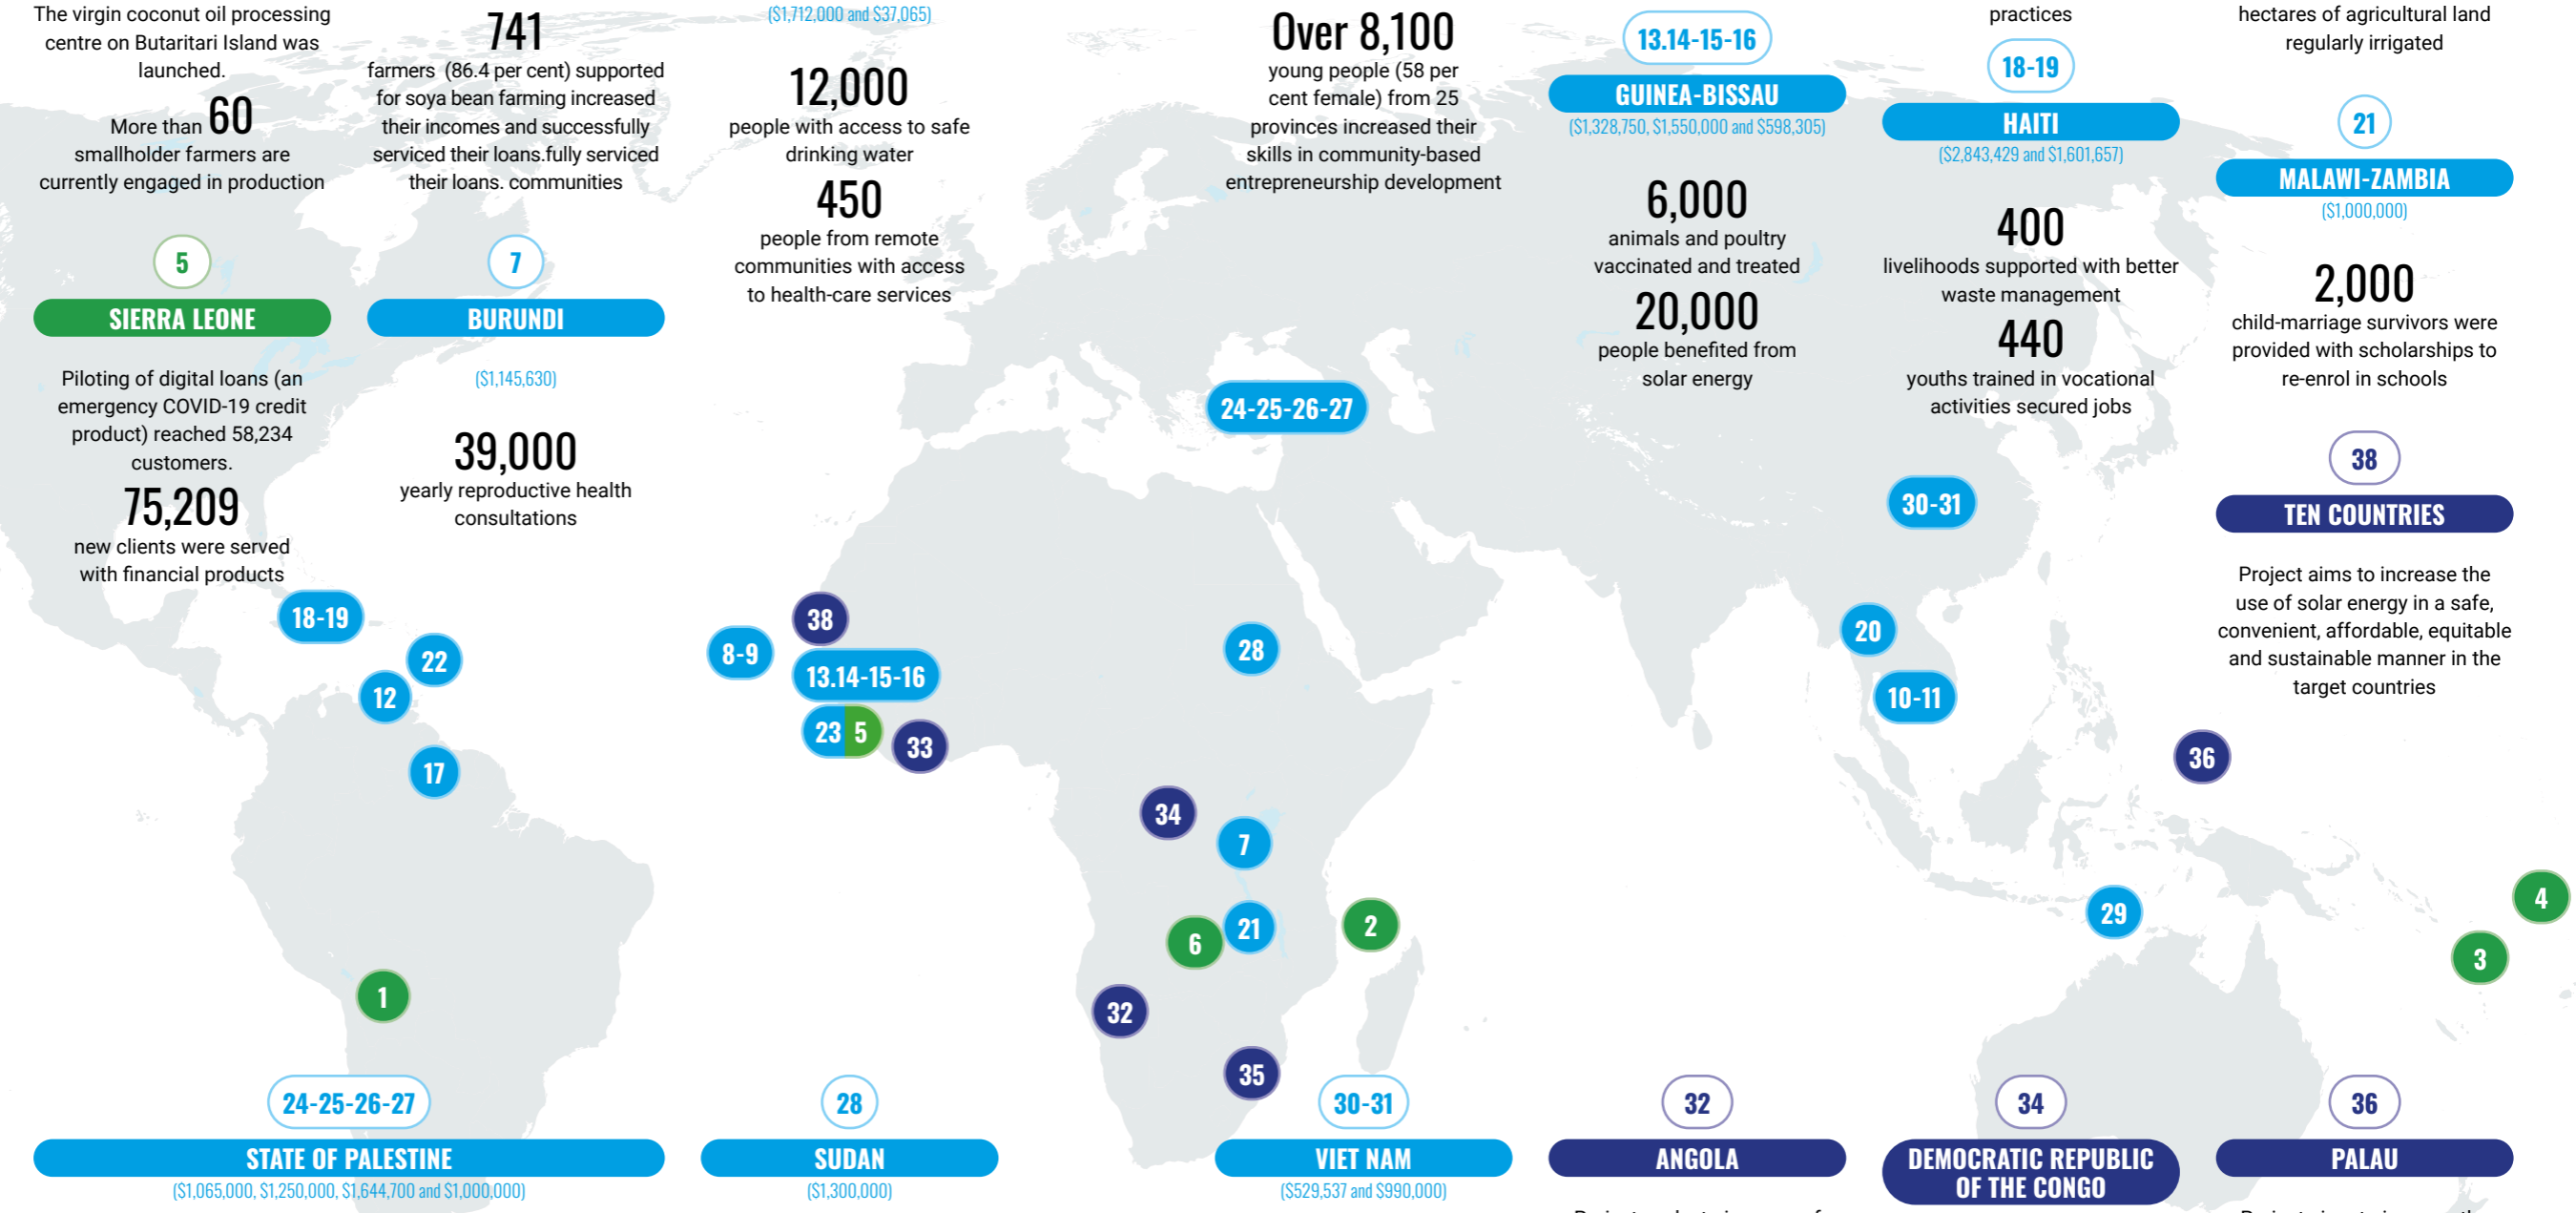 The virgin coconut oil processing
centre on Butaritari Island was
launched.
More than 60
smallholder farmers are
currently engaged in production
5
SIERRA LEONE
Piloting of digital loans (an
emergency COVID-19 credit
product) reached 58,234
customers.
75,209
new clients were served
with financial products
741
farmers (86.4 per cent) supported
for soya bean farming increased
their incomes and successfully
serviced their loans.fully serviced
their loans. communities
7
BURUNDI
($1,145,630)
39,000
yearly reproductive health
consultations
($1,712,000 and $37,065)
12,000
people with access to safe
drinking water
450
people from remote
communities with access
to health-care services
Over 8,100
young people (58 per
cent female) from 25
provinces increased their
skills in community-based
entrepreneurship development
13.14-15-16
GUINEA-BISSAU
($1,328,750, $1,550,000 and $598,305)
6,000
animals and poultry
vaccinated and treated
20,000
people benefited from
solar energy
practices
18-19
HAITI
($2,843,429 and $1,601,657)
400
livelihoods supported with better
waste management
440
youths trained in vocational
activities secured jobs
hectares of agricultural land
regularly irrigated
21
MALAWI-ZAMBIA
($1,000,000)
2,000
child-marriage survivors were
provided with scholarships to
re-enrol in schools
38
TEN COUNTRIES
Project aims to increase the
use of solar energy in a safe,
convenient, affordable, equitable
and sustainable manner in the
target countries
24-25-26-27
30-31
18-19
38
20
22
8-9
28
13.14-15-16
12
10-11
23 5
33
36
17
34
7
4
2
29
21
6
3
1
32
35
24-25-26-27
STATE OF PALESTINE
($1,065,000, $1,250,000, $1,644,700 and $1,000,000)
28
SUDAN
($1,300,000)
30-31
VIET NAM
($529,537 and $990,000)
32
ANGOLA
34
DEMOCRATIC REPUBLIC
OF THE CONGO
36
PALAU